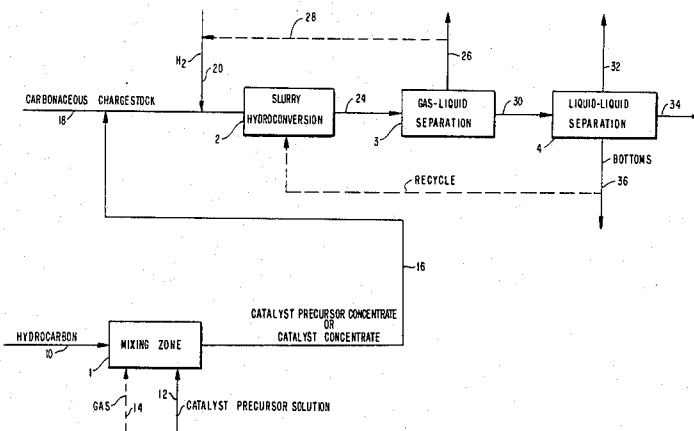 28
26
32
H2
20
CARBONACEOUS CHARGESTOCK
18
SLURRY
HYDROCONVERSION
2
24
GAS-LIQUID
SEPARATION
3
30
LIQUID-LIQUID
SEPARATION
4
34
BOTTOMS
36
RECYCLE
16
CATALYST PRECURSOR CONCENTRATE
OR
CATALYST CONCENTRATE
HYDROCARBON
10
MIXING ZONE
1
GAS
14
12
CATALYST PRECURSOR SOLUTION